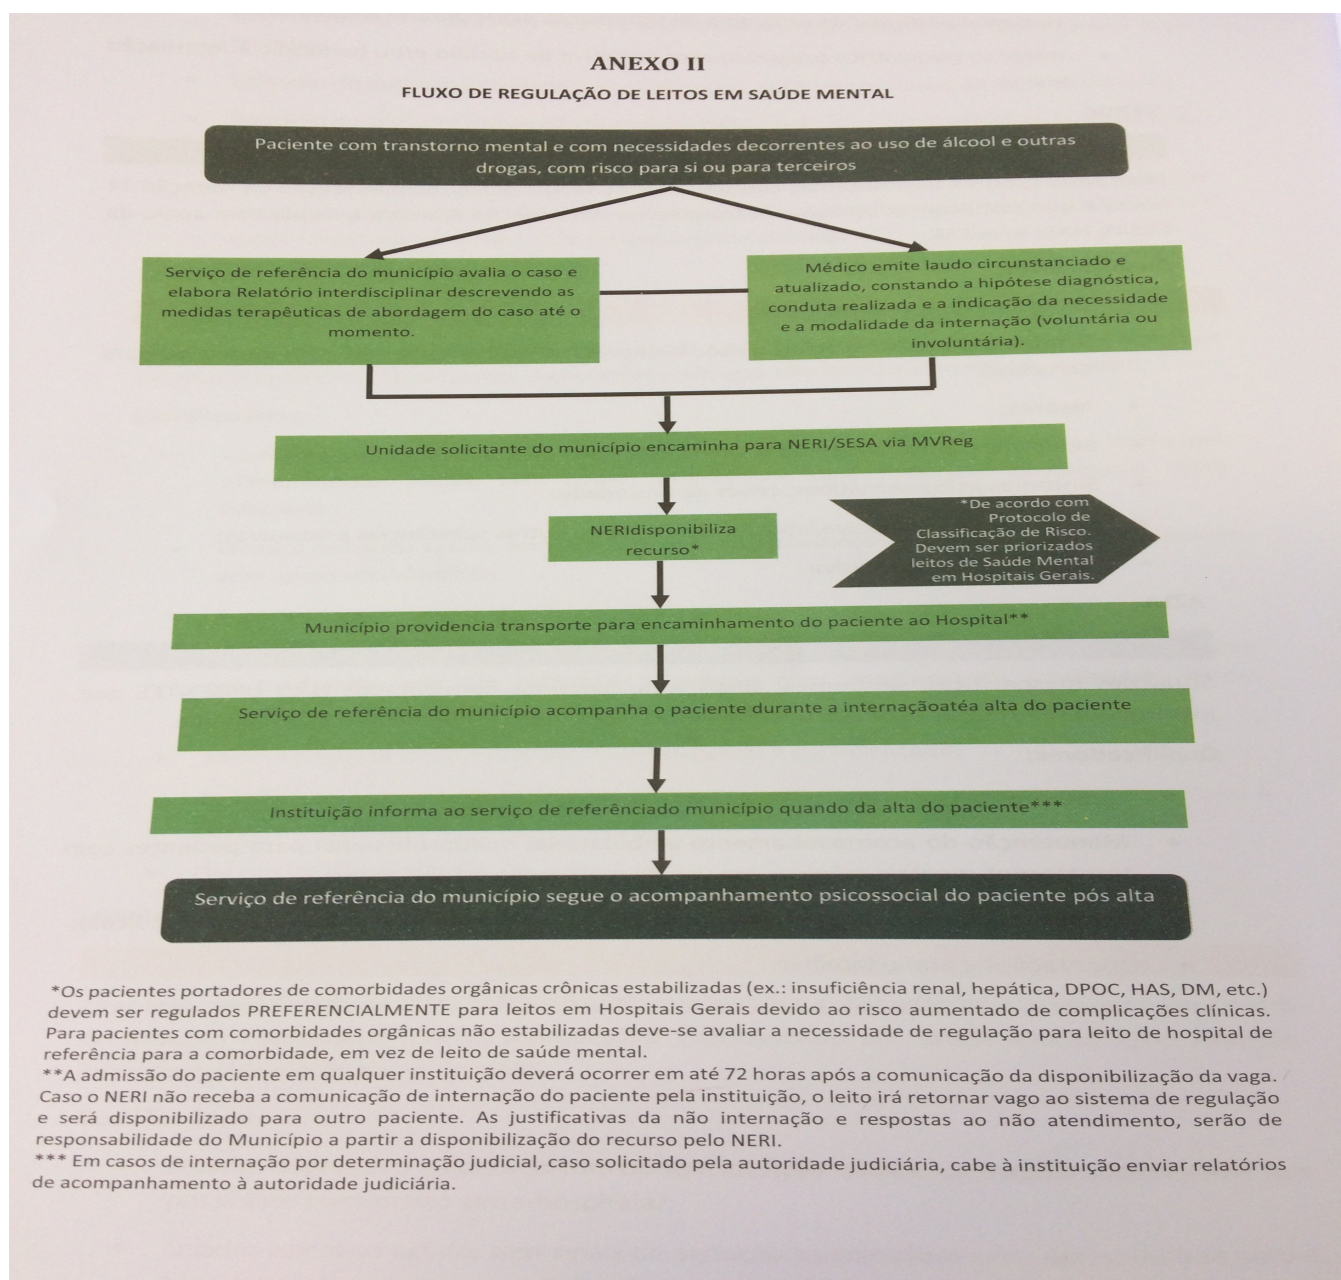 ANEXO II
FLUXO DE REGULAÇÃO DE LEITOS EM SAÚDE MENTAL
Paciente com transtorno mental e com necessidades decorrentes ao uso de álcool e outras
drogas, com risco para si ou para terceiros
Serviço de referência do município avalia o caso e
elabora Relatório interdisciplinar descrevendo as
medidas terapêuticas de abordagem do caso até o
momento.
Médico emite laudo circunstanciado e
atualizado, constando a hipótese diagnóstica,
conduta realizada e a indicação da necessidade
e a modalidade da internação (voluntária ou
involuntária).
Unidade solicitante do município encaminha para NERI/SESA via MVReg
NERIdisponibiliza
recurso*
*De acordo com
Protocolo de
Classificação de Risco.
Devem ser priorizados
leitos de Saúde Mental
em Hospitais Gerais.
Município providencia transporte para encaminhamento do paciente ao Hospital**
Serviço de referência do município acompanha o paciente durante a internaçãoatéa alta do paciente
Instituição informa ao serviço de referênciado município quando da alta do paciente***
Serviço de referência do município segue o acompanhamento psicossocial do paciente pós alta
*Os pacientes portadores de comorbidades orgânicas crônicas estabilizadas (ex.: insuficiência renal, hepática, DPOC, HAS, DM, etc.)
devem ser regulados PREFERENCIALMENTE para leitos em Hospitais Gerais devido ao risco aumentado de complicações clínicas.
Para pacientes com comorbidades orgânicas não estabilizadas deve-se avaliar a necessidade de regulação para leito de hospital de
referência para a comorbidade, em vez de leito de saúde mental.
**A admissão do paciente em qualquer instituição deverá ocorrer em até 72 horas após a comunicação da disponibilização da vaga.
Caso o NERI não receba a comunicação de internação do paciente pela instituição, o leito irá retornar vago ao sistema de regulação
e será disponibilizado para outro paciente. As justificativas da não internação e respostas ao não atendimento, serão de
responsabilidade do Município a partir a disponibilização do recurso pelo NERI.
*** Em casos de internação por determinação judicial, caso solicitado pela autoridade judiciária, cabe à instituição enviar relatórios
de acompanhamento à autoridade judiciária.